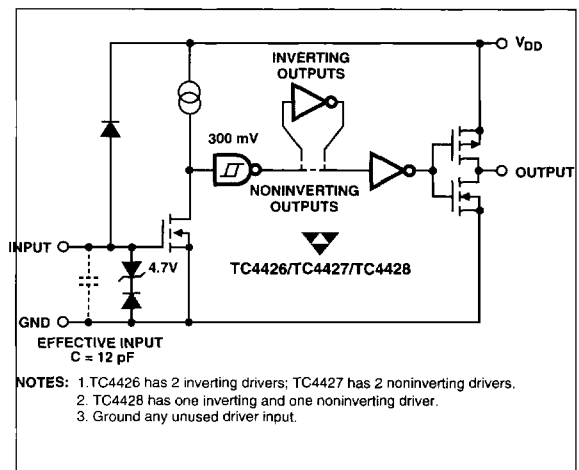 VDD
INVERTING
OUTPUTS
300 mV
NONINVERTING
OUTPUTS
OUTPUT
INPUT
4.7V
TC4426/TC4427/TC4428
GND
EFFECTIVE INPUT
C = 12 pF
NOTES: 1.TC4426 has 2 inverting drivers; TC4427 has 2 noninverting drivers.
2. TC4428 has one inverting and one noninverting driver.
3. Ground any unused driver input.